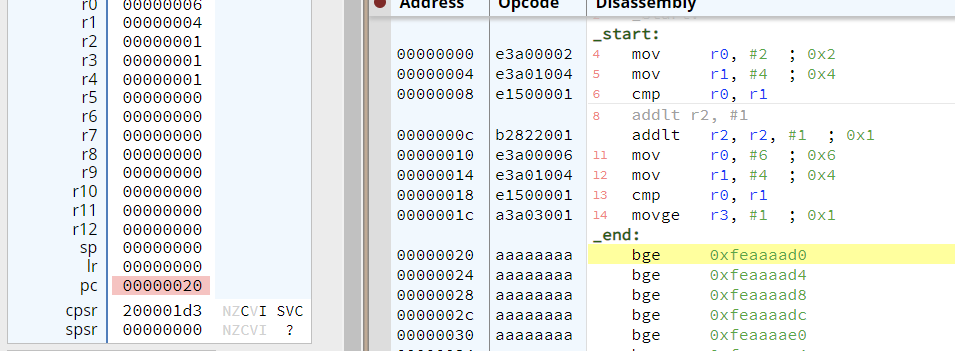 r0 00000006
r1 00000004
r2 00000001
r3 00000001
r4 00000001
r5 00000000
r6 00000000
r7 00000000
r8 00000000
r9 00000000
r10 00000000
r11 00000000
r12 00000000
sp 00000000
lr 00000000
pc 00000020
cpsr 200001d3 NZCVI SVC
spsr 00000000 NZCVI ?
Address Opcode Disassembly
_start:
00000000 e3a00002 4 mov r0, #2 ; 0x2
00000004 e3a01004 5 mov r1, #4 ; 0x4
00000008 e1500001 6 cmp r0, r1
8 addlt r2, #1
0000000c b2822001 addlt r2, r2, #1 ; 0x1
00000010 e3a00006 11 mov r0, #6 ; 0x6
00000014 e3a01004 12 mov r1, #4 ; 0x4
00000018 e1500001 13 cmp r0, r1
0000001c a3a03001 14 movge r3, #1 ; 0x1
_end:
00000020 aaaaaaaa bge 0xfeaaaad0
00000024 aaaaaaaa bge 0xfeaaaad4
00000028 aaaaaaaa bge 0xfeaaaad8
0000002c aaaaaaaa bge 0xfeaaaadc
00000030 aaaaaaaa bge 0xfeaaaae0